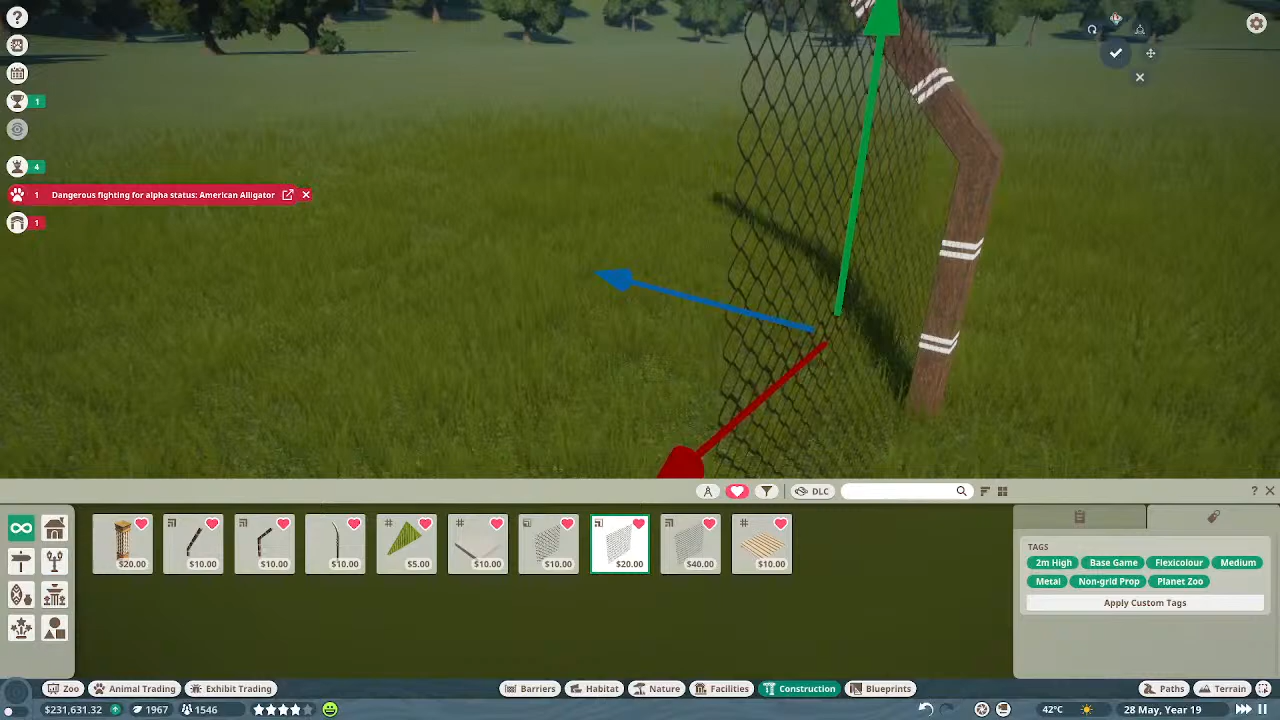 ?
1
4
1 Dangerous fighting for alpha status: American Alligator
1
DLC
?
$20.00 $10.00 $10.00 $10.00 $5.00 $10.00 $10.00 $20.00 $40.00 $10.00
TAGS
2m High Base Game Flexicolour Medium
Metal Non-grid Prop Planet Zoo
Apply Custom Tags
Zoo Animal Trading Exhibit Trading Barriers Habitat Nature Facilities Construction Blueprints Paths Terrain
$231,631.32 1967 1546 42°C 28 May, Year 19